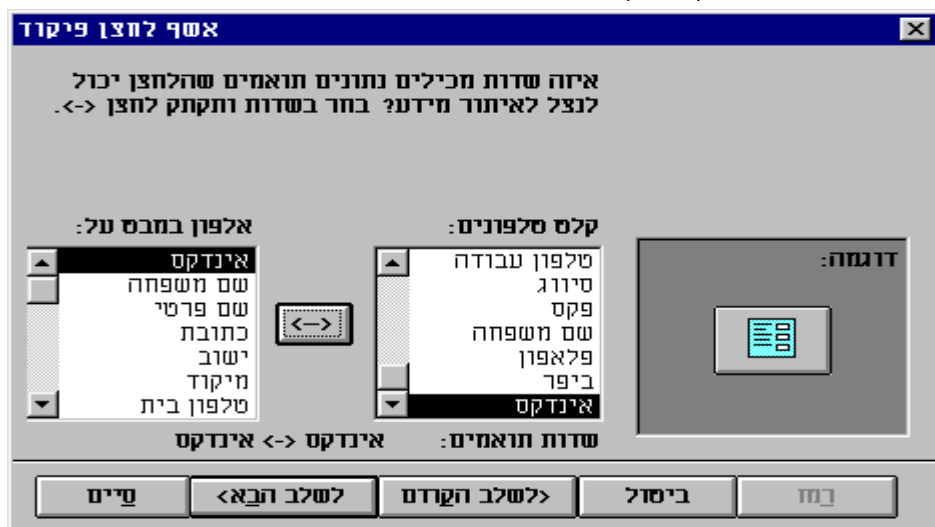 אשף לחצן פיקוד
איזה שדות מכילים נתונים תואמים שהלחצן יכול
לנצל לאיתור מידע? בחר בשדות ותקתק לחצן <->.
דוגמה:
קלט טלפונים:
טלפון עבודה
סיווג
פקס
שם משפחה
פלאפון
ביפר
אינדקס
<->
אלפון במבט על:
אינדקס
שם משפחה
שם פרטי
כתובת
ישוב
מיקוד
טלפון בית
שדות תואמים: אינדקס <-> אינדקס
רמז
ביטול
<לשלב הקודם
לשלב הבא>
סיים